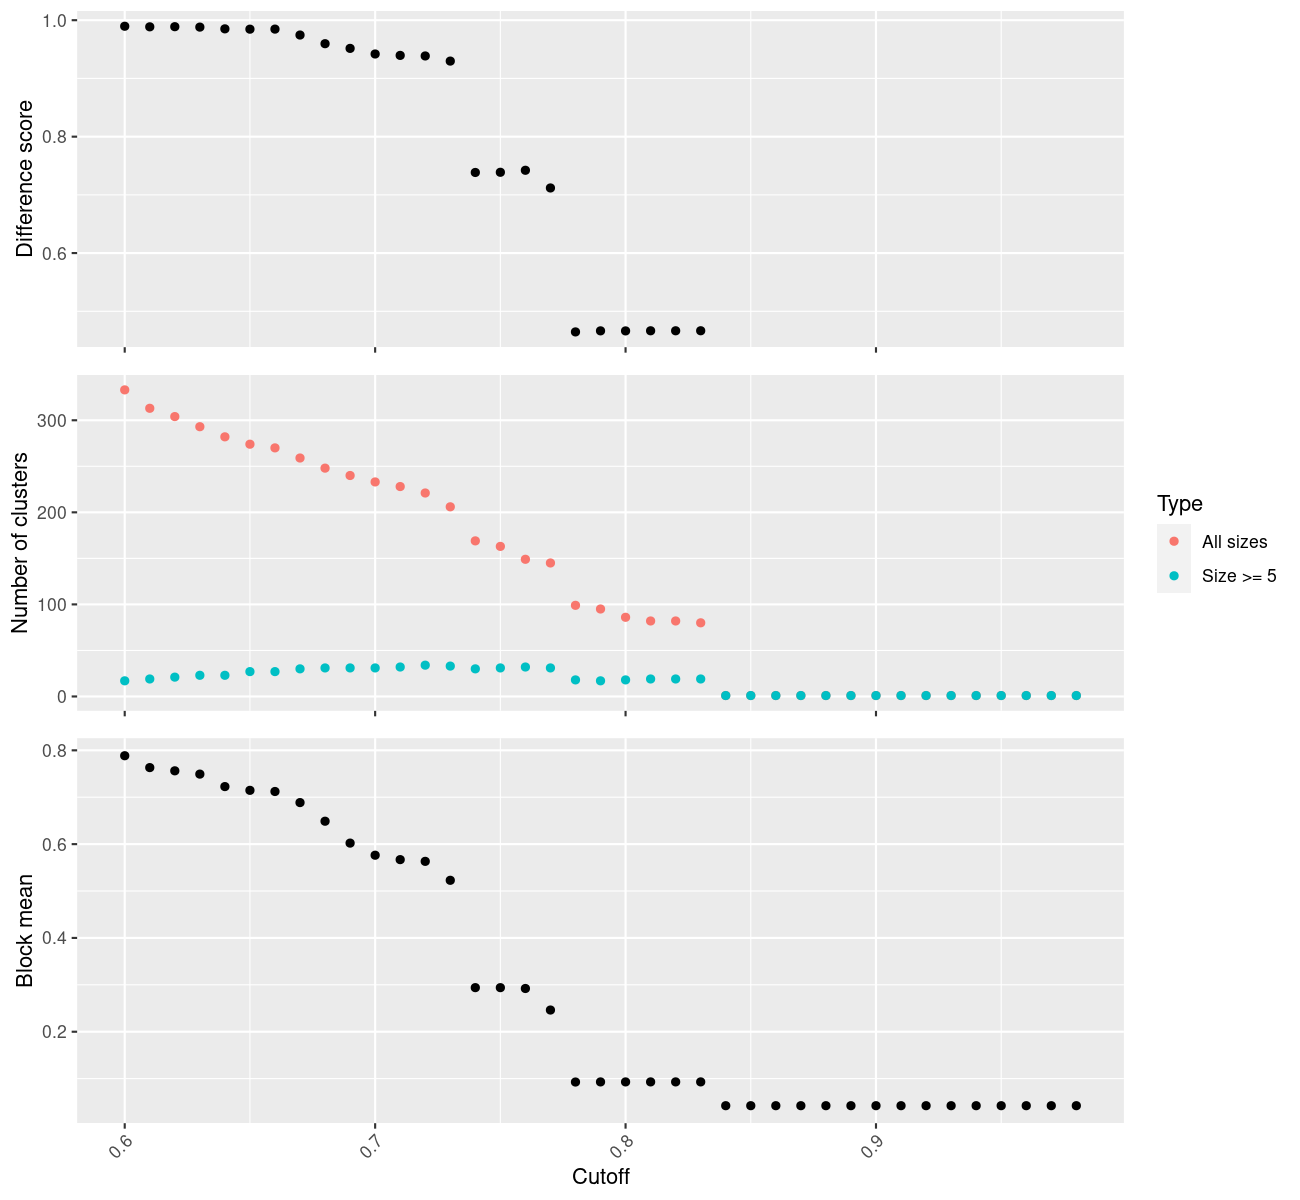 Difference score
1.0
0.8
0.6
Number of clusters
300
200
100
0
Type
All sizes
Size >= 5
Block mean
0.8
0.6
0.4
0.2
0.6
0.7
0.8
0.9
Cutoff